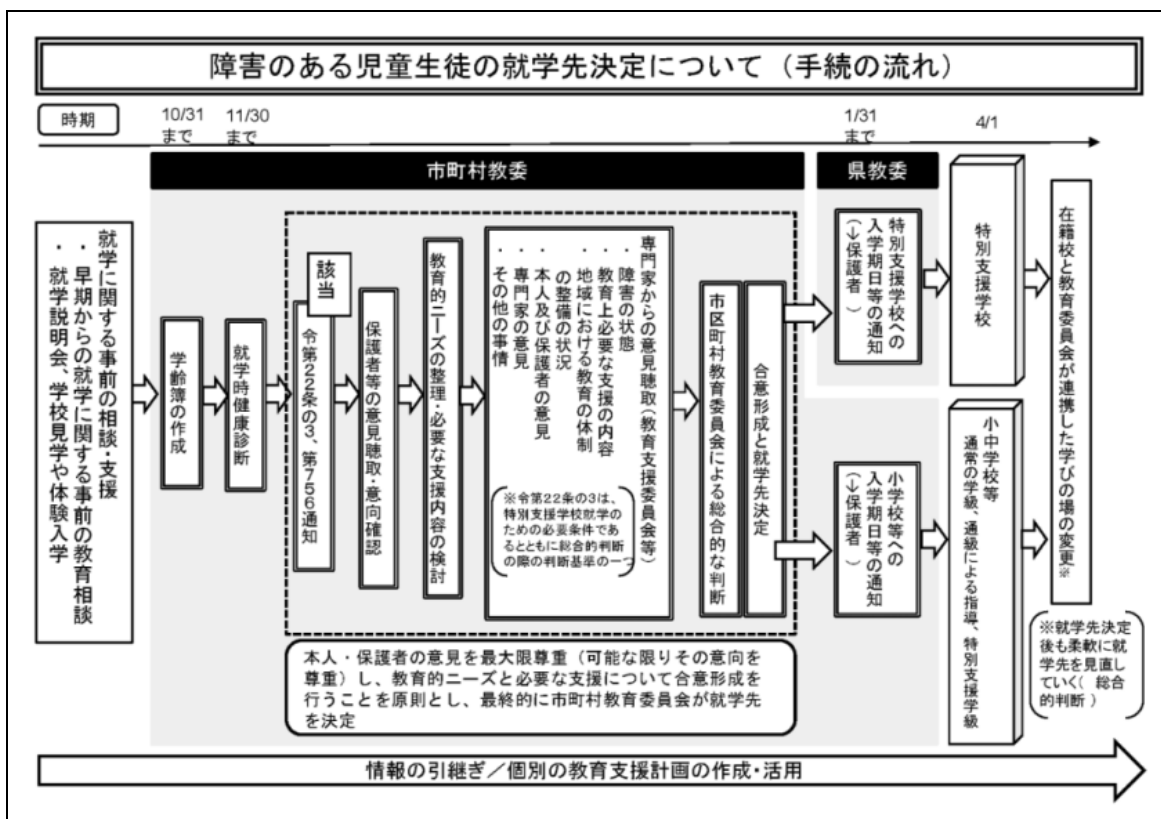 障害のある児童生徒の就学先決定について（手続の流れ）
時期
10/31
まで
11/30
まで
1/31
まで
4/1
市町村教委
県教委
就学に関する事前の相談・支援
・早期からの就学に関する事前の教育相談
・就学説明会、学校見学や体験入学
学齢簿の作成
就学時健康診断
該当
令第22条の3、第756通知
保護者等の意見聴取・意向確認
教育的ニーズの整理・必要な支援内容の検討
専門家からの意見聴取（教育支援委員会等）
・障害の状態
・教育上必要な支援の内容
・地域における教育の体制
の整備の状況
・本人及び保護者の意見
・専門家の意見
・その他の事情
※令第22条の3は、
特別支援学校就学の
ための必要条件であ
るとともに総合的判断
の際の判断基準の一つ
市区町村教育委員会による総合的な判断
合意形成と就学先決定
特別支援学校への
入学期日等の通知
（↓保護者）
小学校等への
入学期日等の通知
（↓保護者）
特別支援学校
小中学校等
通常の学級、通級による指導、特別支援学級
在籍校と教育委員会が連携した学びの場の変更※
※就学先決定
後も柔軟に就
学先を見直し
ていく（総合
的判断）
本人・保護者の意見を最大限尊重（可能な限りその意向を
尊重）し、教育的ニーズと必要な支援について合意形成を
行うことを原則とし、最終的に市町村教育委員会が就学先
を決定
情報の引継ぎ／個別の教育支援計画の作成・活用